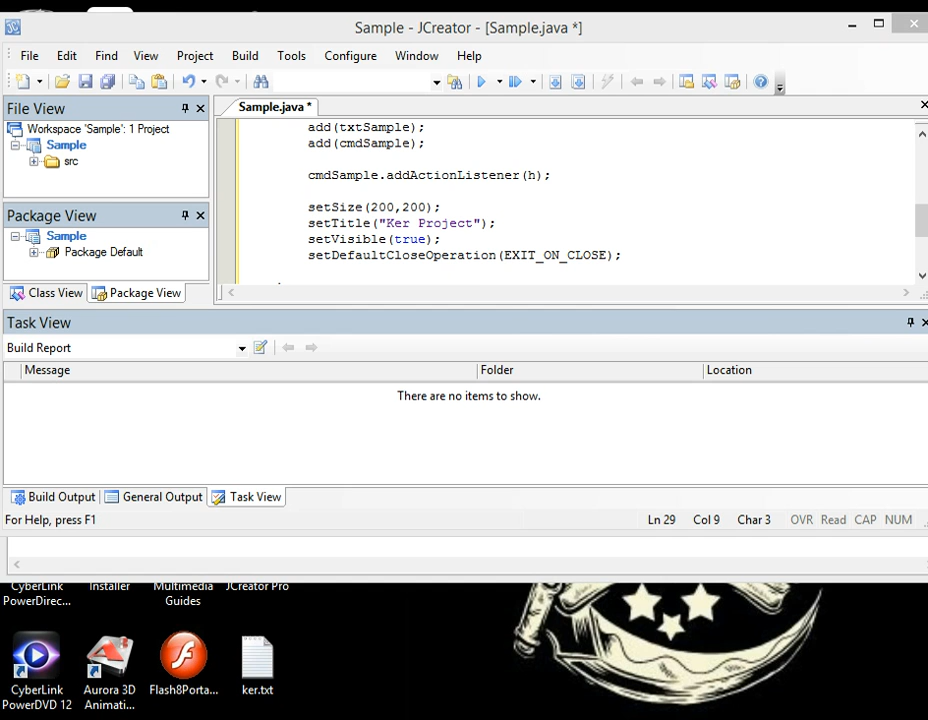 Sample - JCreator - [Sample.java *]
File Edit Find View Project Build Tools Configure Window Help
File View
Workspace 'Sample': 1 Project
Sample
src
Package View
Sample
Package Default
Class View Package View
Sample.java *
add(txtSample);
add(cmdSample);
cmdSample.addActionListener(h);
setSize(200,200);
setTitle("Ker Project");
setVisible(true);
setDefaultCloseOperation(EXIT_ON_CLOSE);
Task View
Build Report
Message Folder Location
There are no items to show.
Build Output General Output Task View
For Help, press F1 Ln 29 Col 9 Char 3 OVR Read CAP NUM
CyberLink PowerDirec...
Installer
Multimedia Guides
JCreator Pro
CyberLink PowerDVD 12
Aurora 3D Animati...
Flash8Porta...
ker.txt